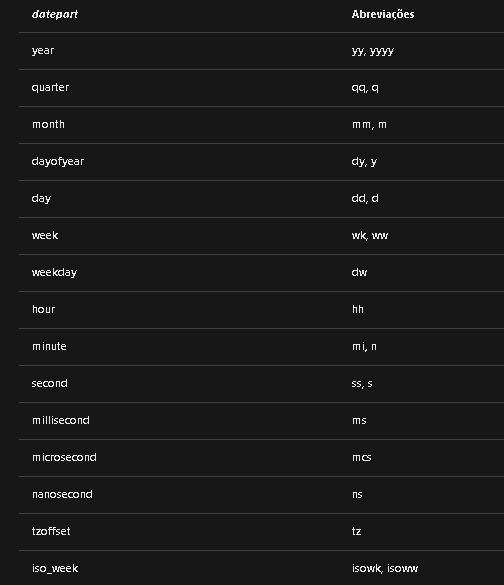 datepart Abreviações
year yy, yyyy
quarter qq, q
month mm, m
dayofyear dy, y
day dd, d
week wk, ww
weekday dw
hour hh
minute mi, n
second ss, s
millisecond ms
microsecond mcs
nanosecond ns
tzoffset tz
iso_week isowk, isoww